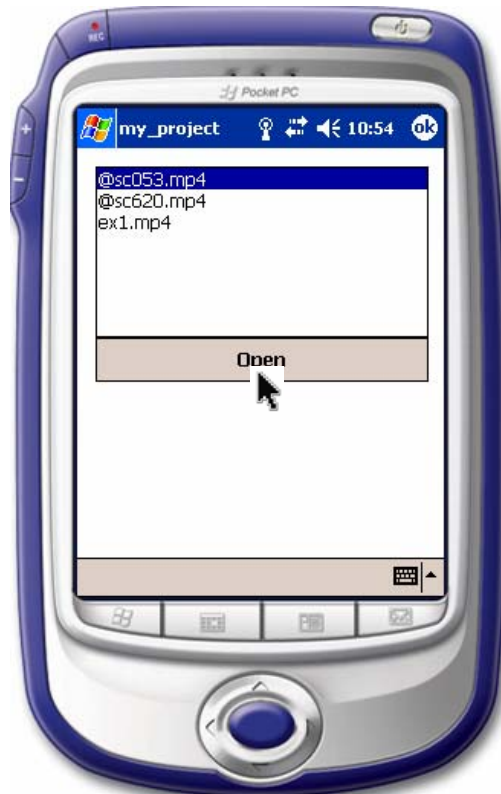 REC
Pocket PC
my_project 10:54 ok
@sc053.mp4
@sc620.mp4
ex1.mp4
Open